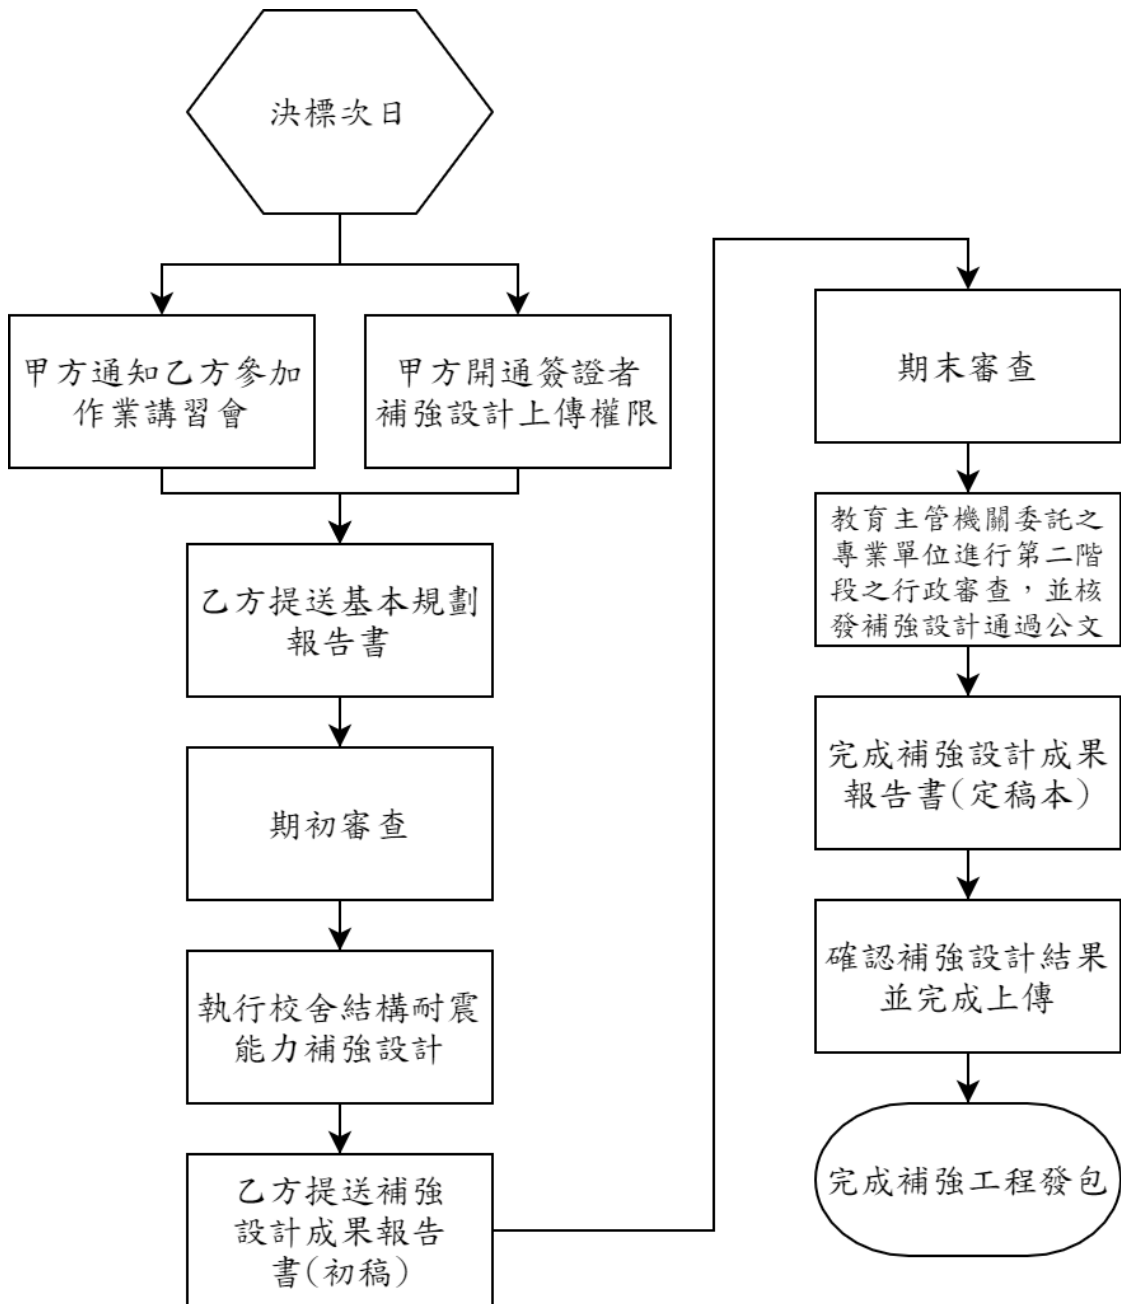 決標次日
甲方通知乙方參加
作業講習會
甲方開通簽證者
補強設計上傳權限
乙方提送基本規劃
報告書
期初審查
執行校舍結構耐震
能力補強設計
乙方提送補強
設計成果報告
書(初稿)
期末審查
教育主管機關委託之
專業單位進行第二階
段之行政審查，並核
發補強設計通過公文
完成補強設計成果
報告書(定稿本)
確認補強設計結果
並完成上傳
完成補強工程發包